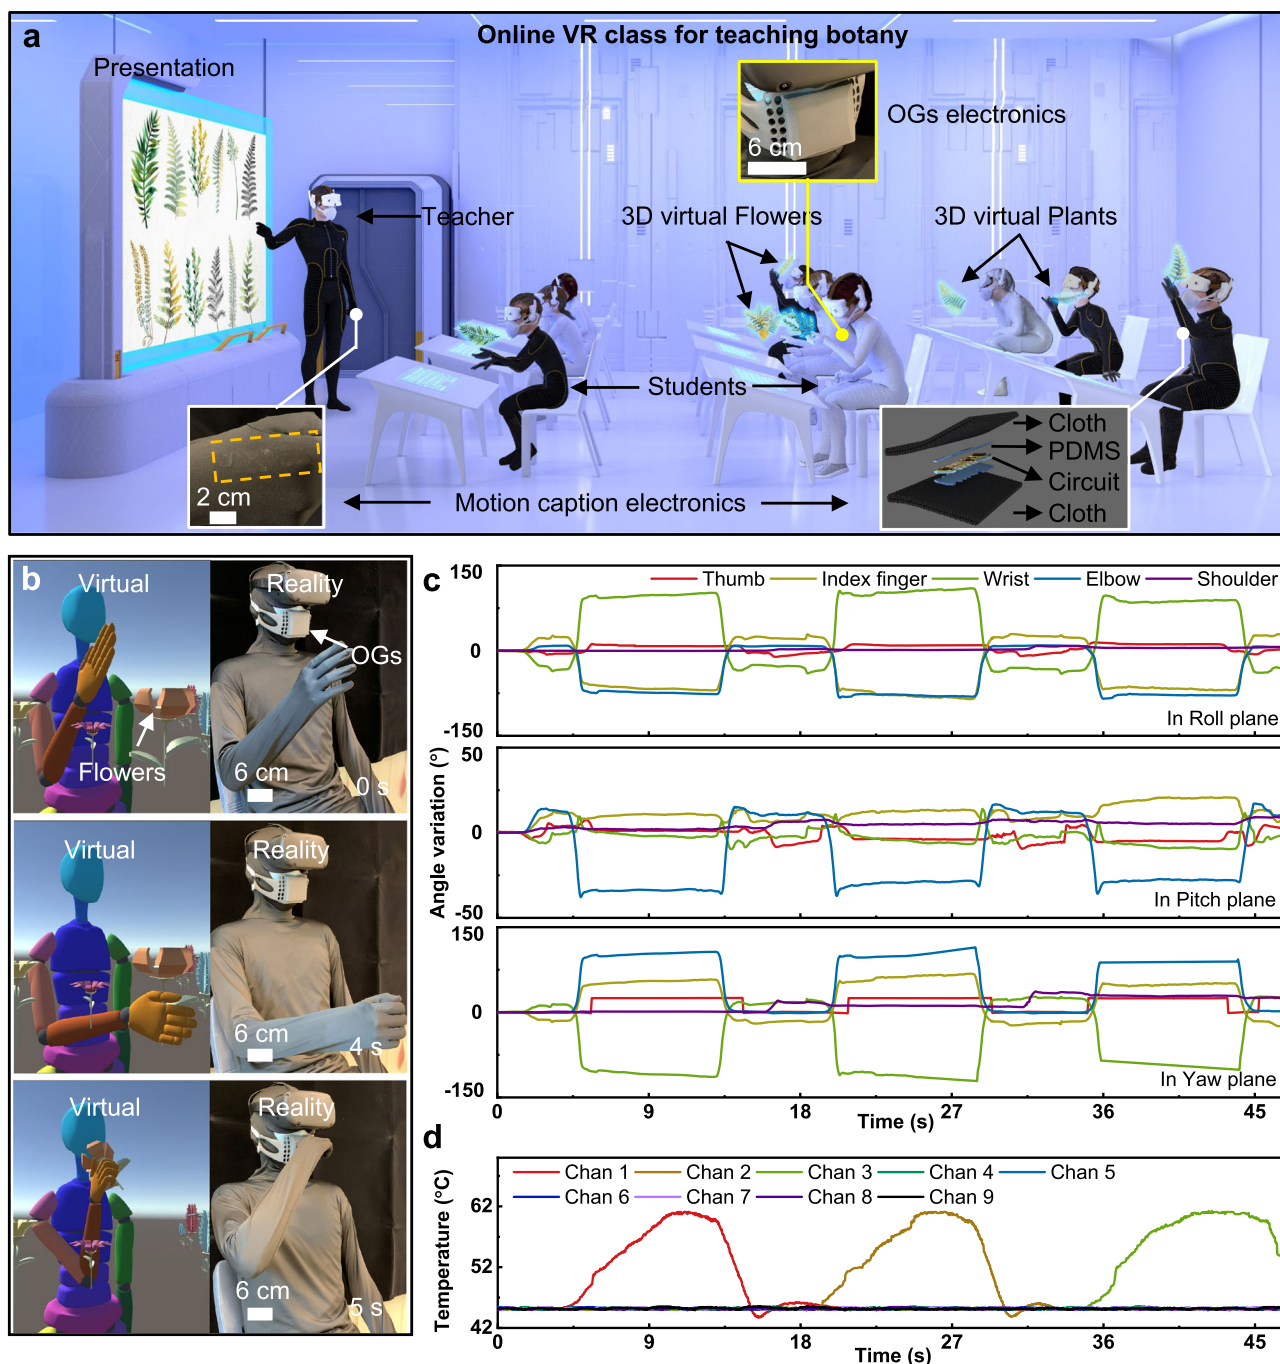 a
Online VR class for teaching botany
Presentation
OGs electronics
6 cm
Teacher
3D virtual Flowers
3D virtual Plants
Students
Cloth
PDMS
Circuit
Cloth
2 cm
Motion caption electronics
b
Virtual
Reality
OGs
Flowers
6 cm
0 s
Virtual
Reality
6 cm
4 s
Virtual
Reality
6 cm
5 s
c
150
Thumb
Index finger
Wrist
Elbow
Shoulder
0
-150
In Roll plane
50
0
-50
In Pitch plane
Angle variation (°)
150
0
-150
In Yaw plane
0 9 18 27 36 45
Time (s)
d
Chan 1 Chan 2 Chan 3 Chan 4 Chan 5
Chan 6 Chan 7 Chan 8 Chan 9
Temperature (°C)
62
52
42
0 9 18 27 36 45
Time (s)